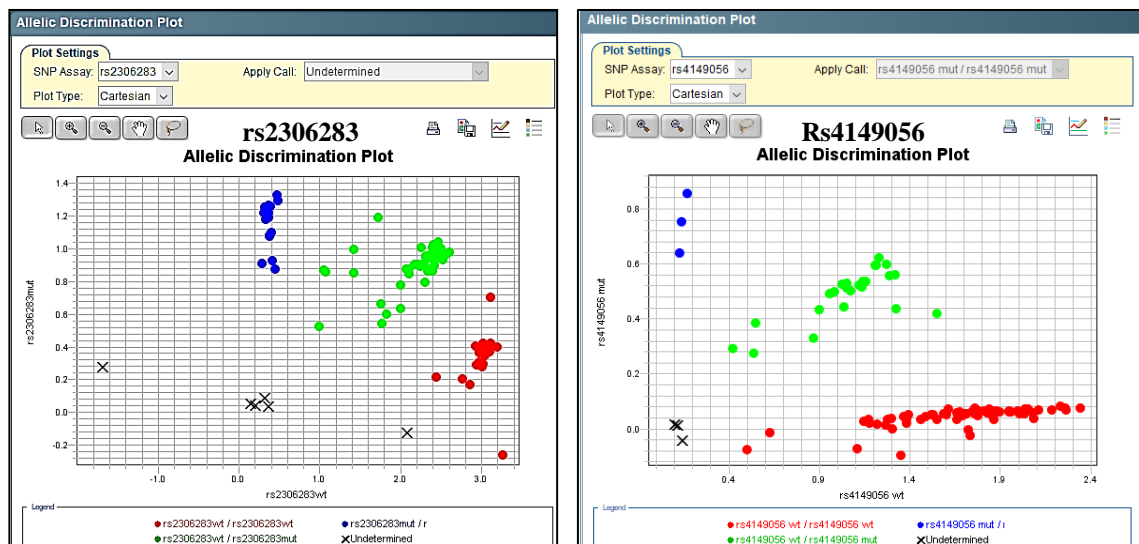 Allelic Discrimination Plot
Plot Settings
SNP Assay: rs2306283 Apply Call: Undetermined
Plot Type: Cartesian
rs2306283
Allelic Discrimination Plot
1.4
1.2
1.0
0.8
0.6
0.4
0.2
0.0
-0.2
rs2306283mut
-1.0 0.0 1.0 2.0 3.0
rs2306283wt
Legend
rs2306283wt / rs2306283wt rs2306283mut / r
rs2306283wt / rs2306283mut Undetermined
Allelic Discrimination Plot
Plot Settings
SNP Assay: rs4149056 Apply Call: rs4149056 mut / rs4149056 mut
Plot Type: Cartesian
Rs4149056
Allelic Discrimination Plot
0.8
0.6
0.4
0.2
0.0
rs4149056 mut
0.4 0.9 1.4 1.9 2.4
rs4149056 wt
Legend
rs4149056 wt / rs4149056 wt rs4149056 mut / ı
rs4149056 wt / rs4149056 mut Undetermined